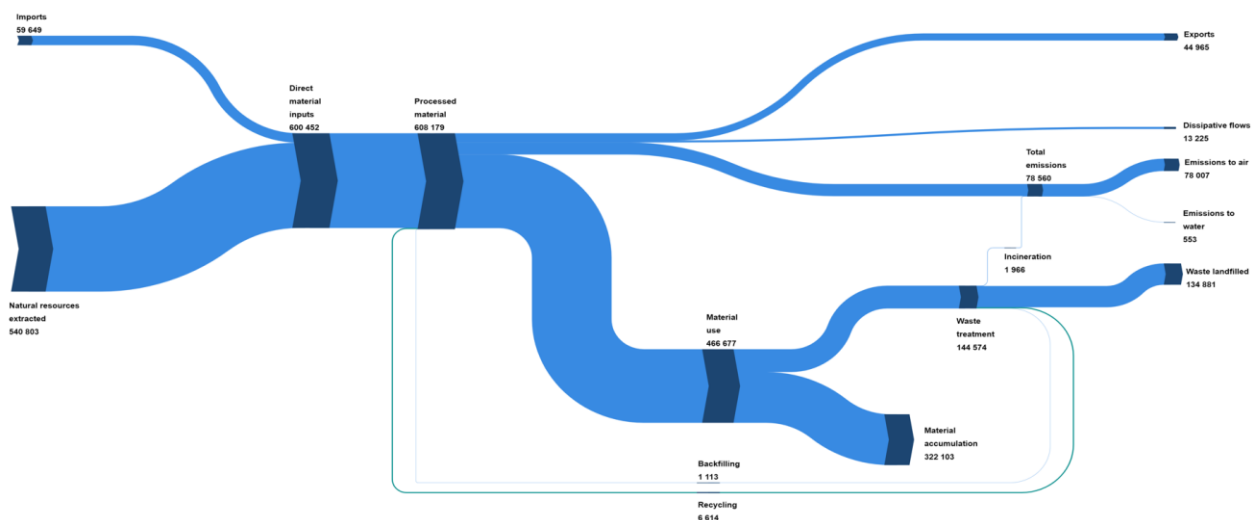 Imports
59 649
Exports
44 965
Direct
material
inputs
600 452
Processed
material
608 179
Dissipative flows
13 225
Total
emissions
78 560
Emissions to air
78 007
Emissions to
water
553
Incineration
1 966
Waste landfilled
134 881
Natural resources
extracted
540 803
Material
use
466 677
Waste
treatment
144 574
Material
accumulation
322 103
Backfilling
1 113
Recycling
6 614